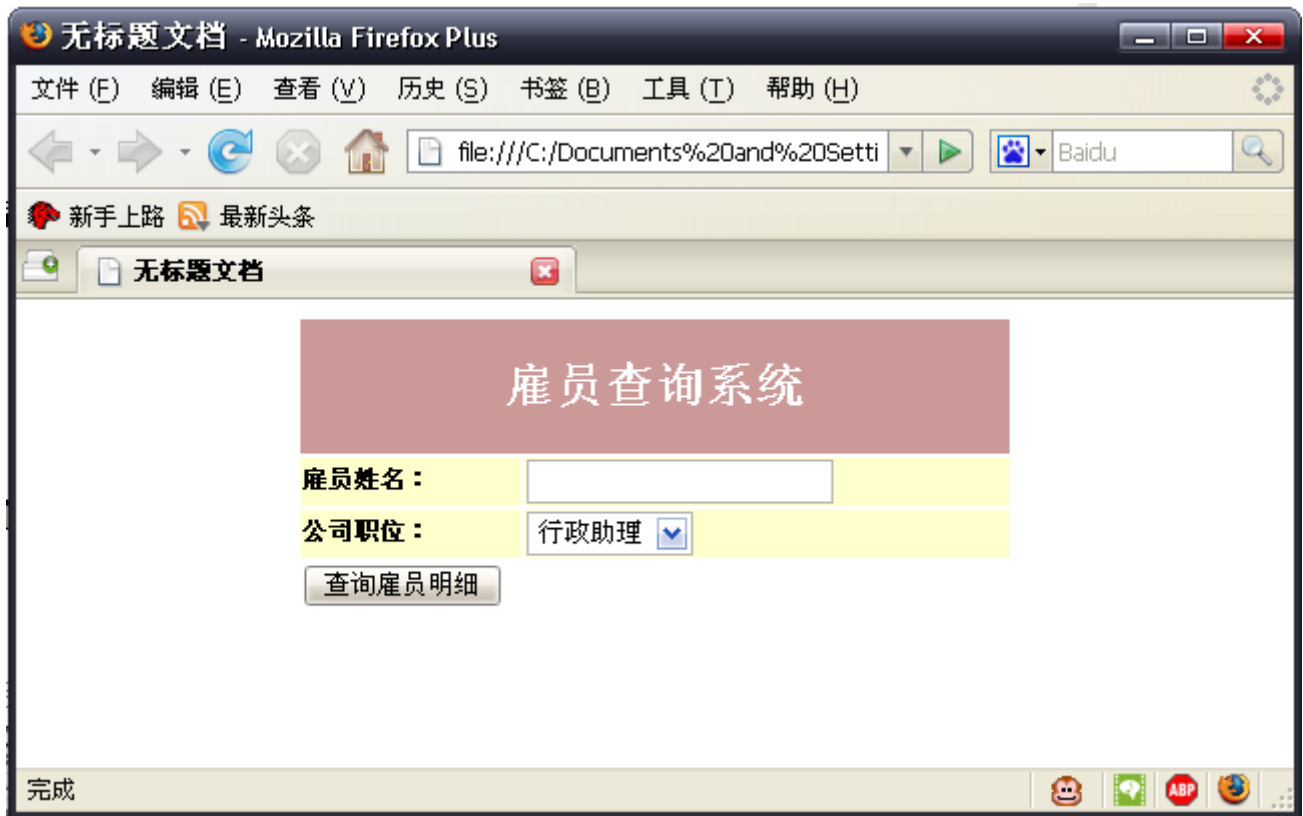 无标题文档 - Mozilla Firefox Plus
文件 (F) 编辑 (E) 查看 (V) 历史 (S) 书签 (B) 工具 (T) 帮助 (H)
file:///C:/Documents%20and%20Setti Baidu
新手上路 最新头条
无标题文档
雇员查询系统
雇员姓名：
公司职位： 行政助理
查询雇员明细
完成 ABP